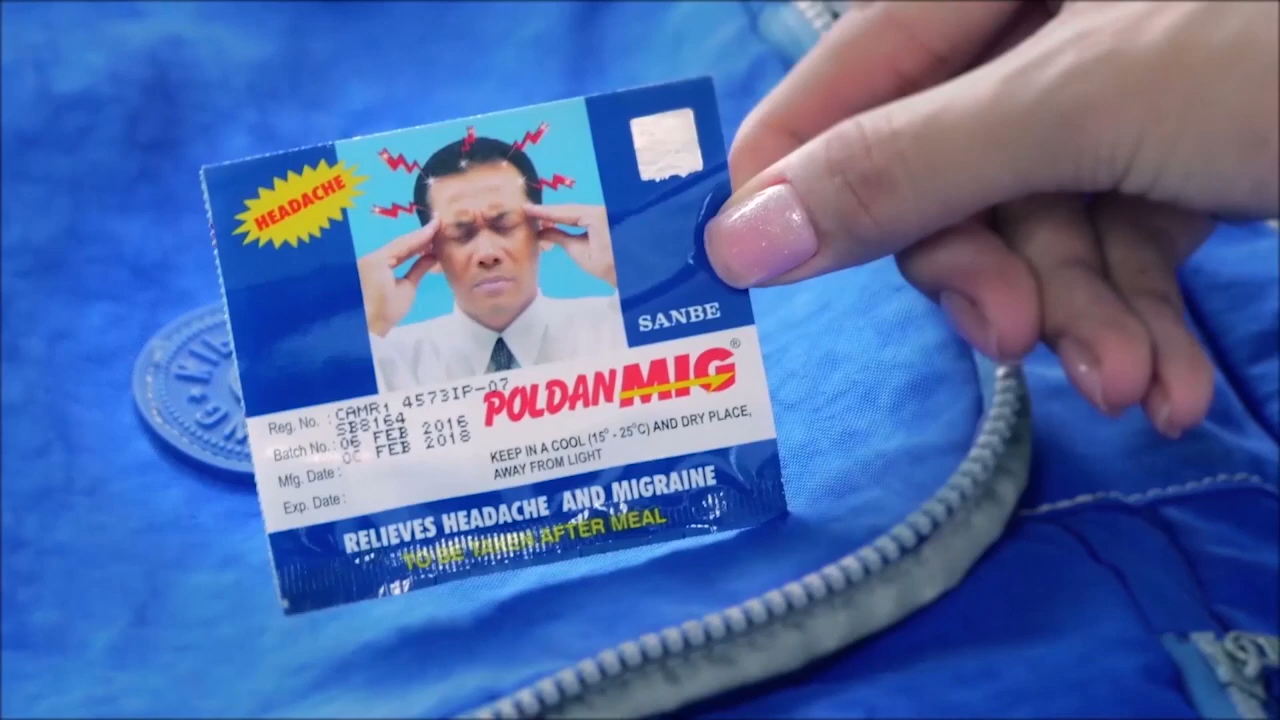 HEADACHE
SANBE
POLDANMIG®
Reg. No. : CAMR1 4573IP-07
Batch No.: SB8164
Mfg. Date : 06 FEB 2016
Exp. Date : 06 FEB 2018
KEEP IN A COOL (15° - 25°C) AND DRY PLACE,
AWAY FROM LIGHT
RELIEVES HEADACHE AND MIGRAINE
TO BE TAKEN AFTER MEAL